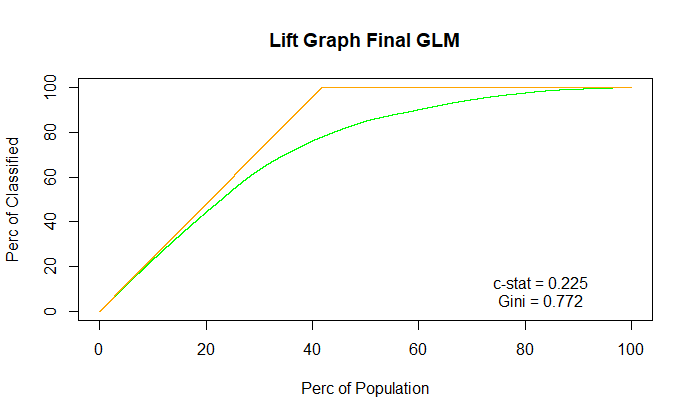 Lift Graph Final GLM
Perc of Classified
100
80
60
40
20
0
c-stat = 0.225
Gini = 0.772
0 20 40 60 80 100
Perc of Population